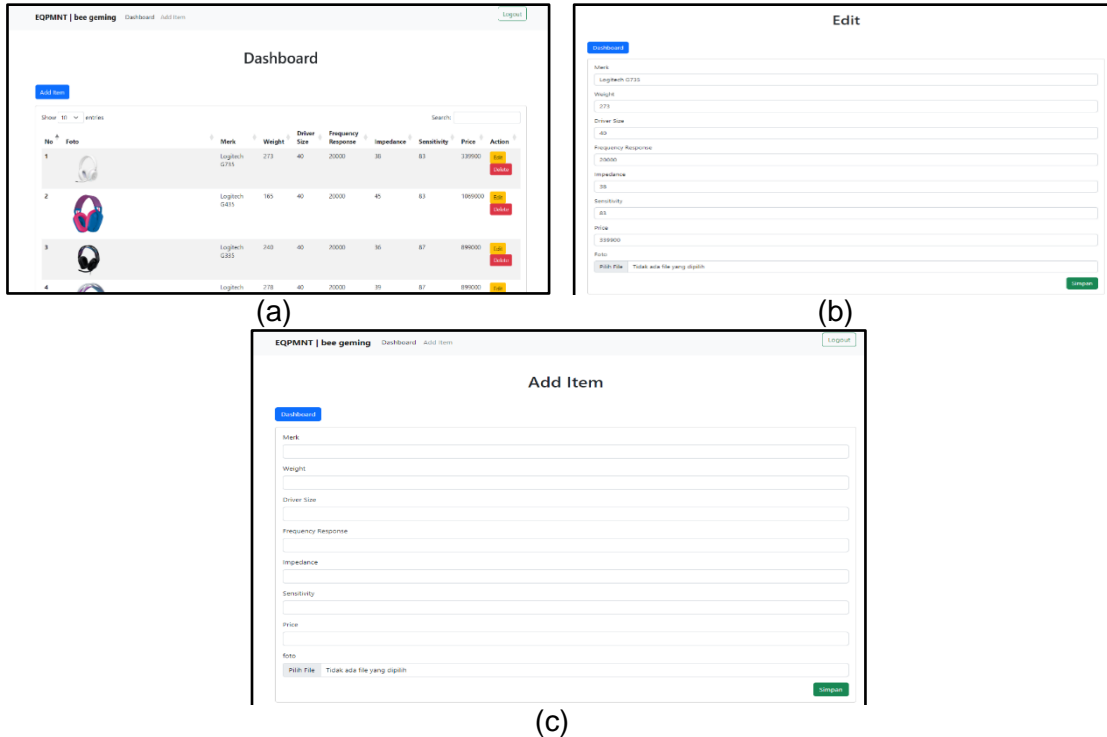 EQPMNT | bee geming Dashboard Add Item Logout
Dashboard
Add Item
Show 10 entries Search:
No Foto Merk Weight Driver Size Frequency Response Impedance Sensitivity Price Action
1 Logitech G735 273 40 20000 38 83 339900 Edit Delete
2 Logitech G435 165 40 20000 45 83 1069000 Edit Delete
3 Logitech G335 240 40 20000 36 87 899000 Edit Delete
4 Logitech 278 40 20000 39 87 899000 Edit
(a)
Edit
Dashboard
Merk
Logitech G735
Weight
273
Driver Size
40
Frequency Response
20000
Impedance
38
Sensitivity
83
Price
339900
Foto
Pilih File Tidak ada file yang dipilih
Simpan
(b)
EQPMNT | bee geming Dashboard Add Item Logout
Add Item
Dashboard
Merk
Weight
Driver Size
Frequency Response
Impedance
Sensitivity
Price
foto
Pilih File Tidak ada file yang dipilih
Simpan
(c)